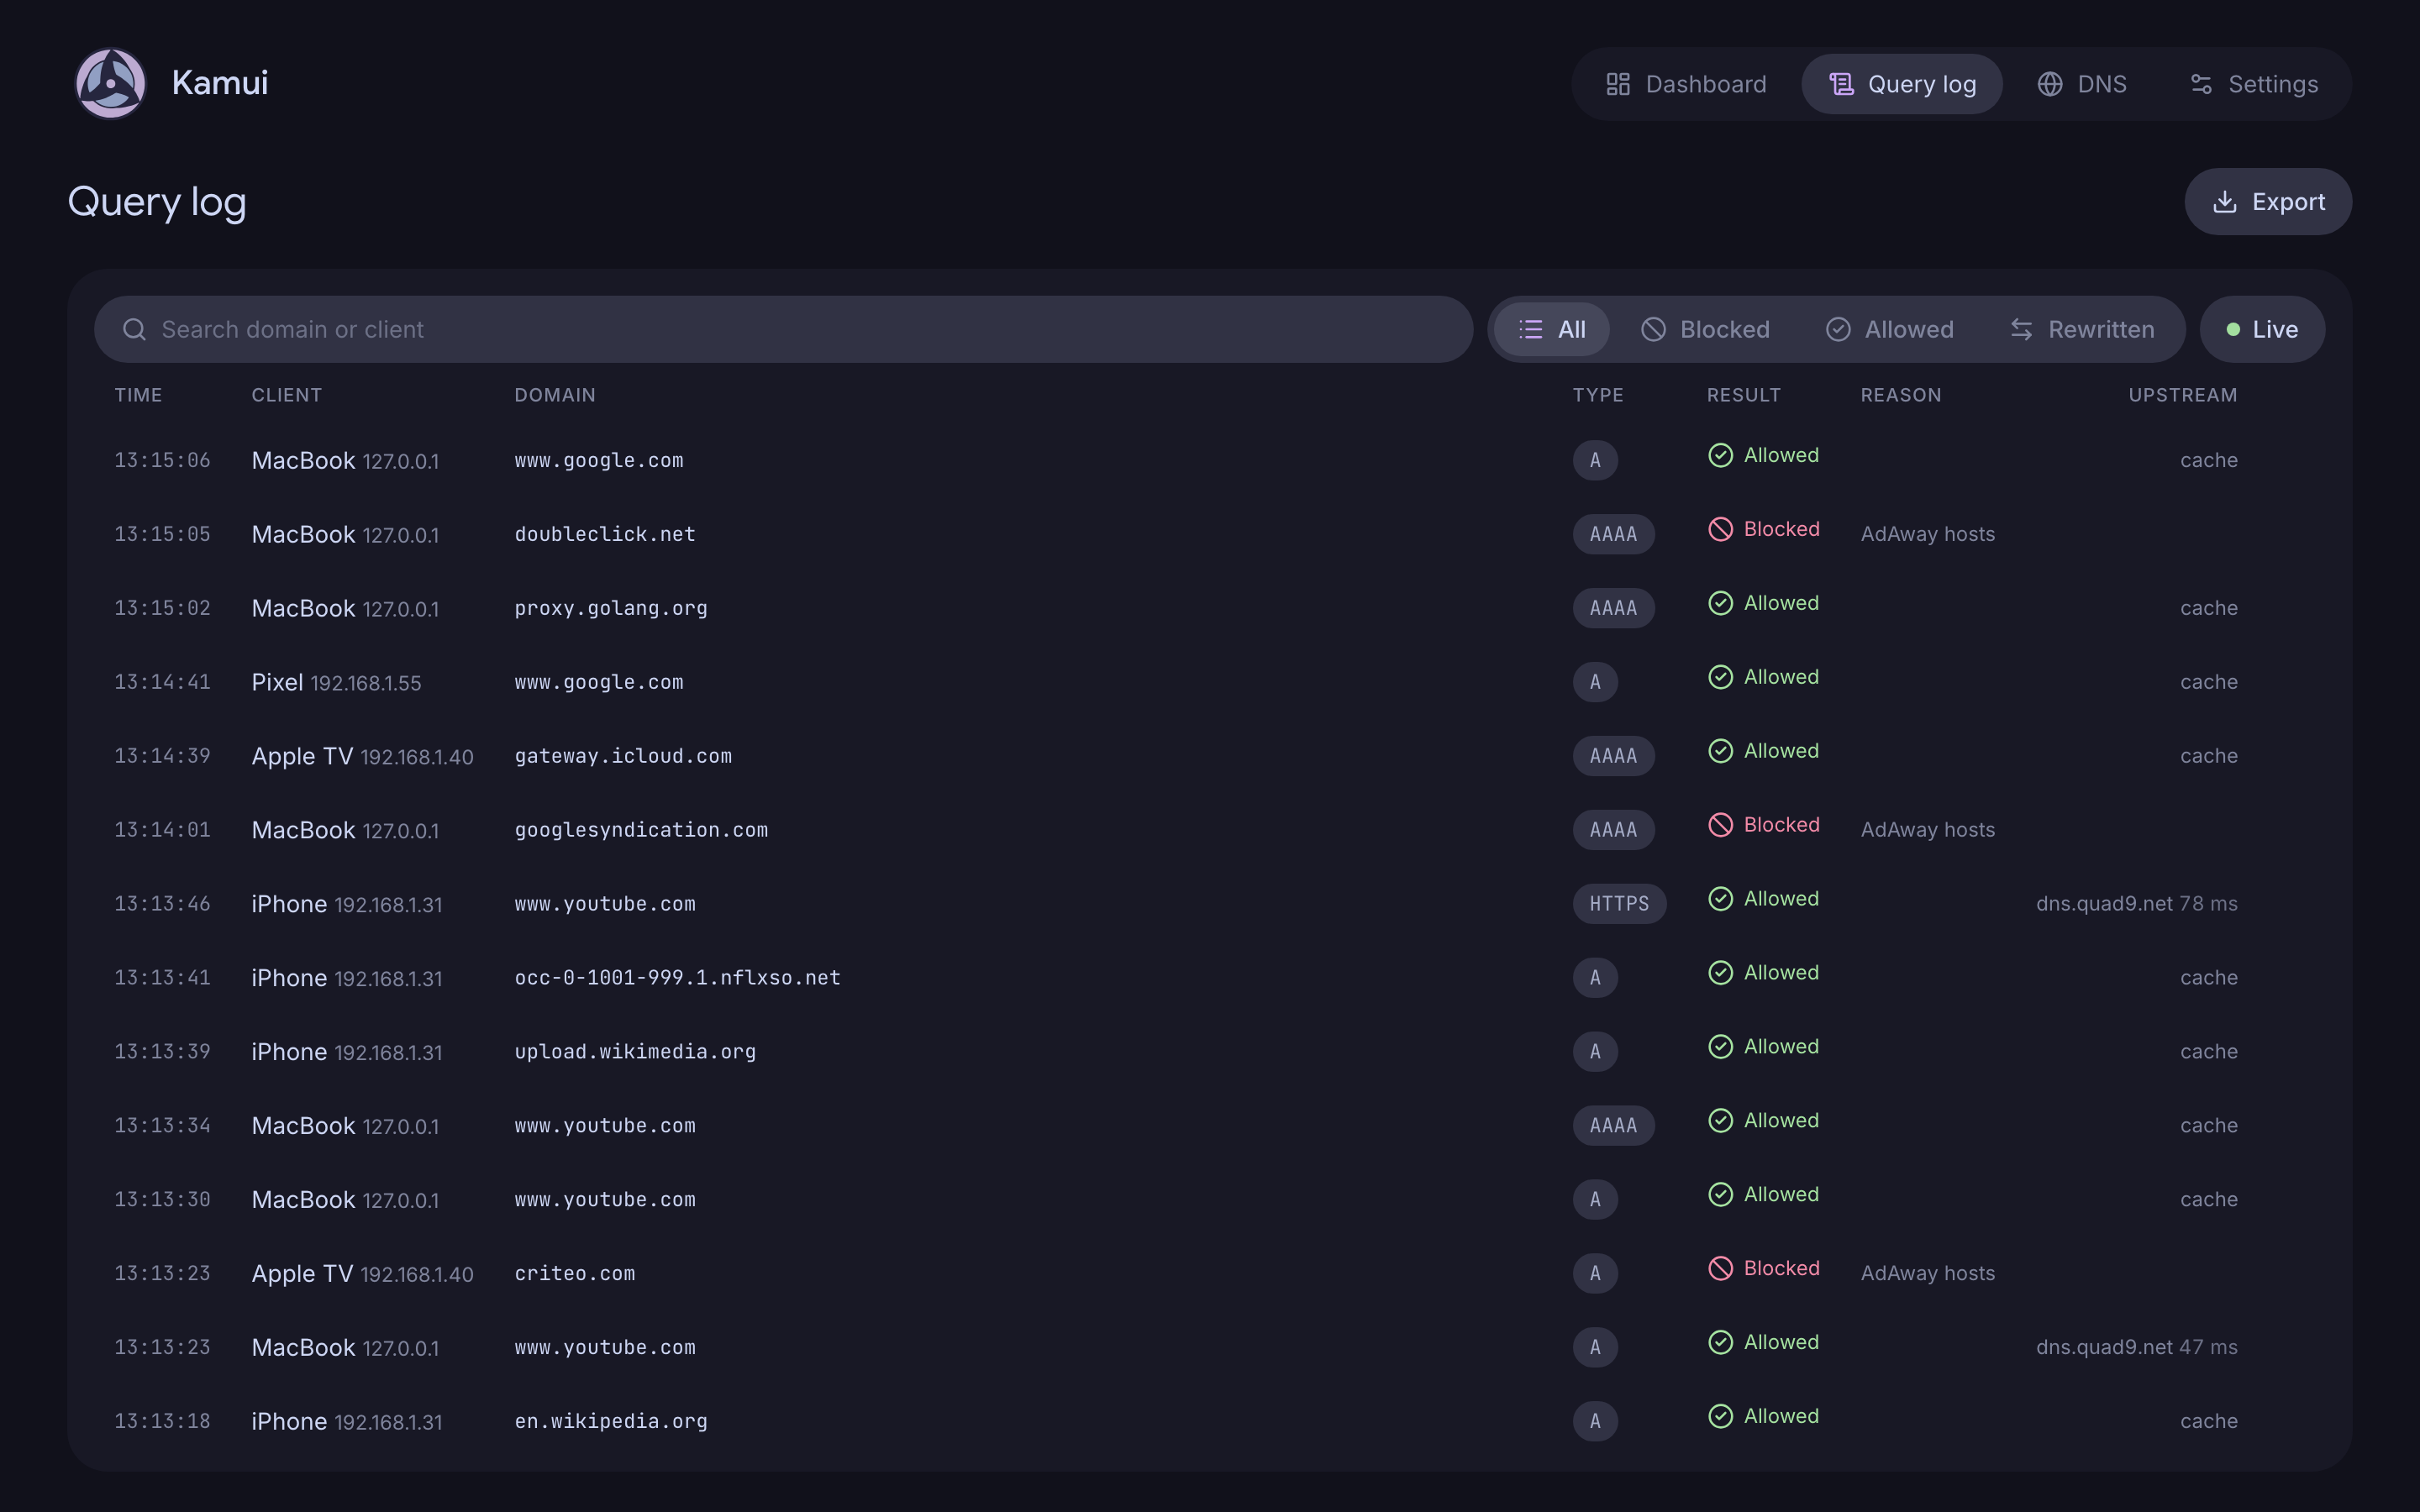 Kamui
Dashboard Query log DNS Settings
Query log
Export
Search domain or client
All Blocked Allowed Rewritten Live
TIME CLIENT DOMAIN TYPE RESULT REASON UPSTREAM
13:15:06 MacBook 127.0.0.1 www.google.com A Allowed cache
13:15:05 MacBook 127.0.0.1 doubleclick.net AAAA Blocked AdAway hosts
13:15:02 MacBook 127.0.0.1 proxy.golang.org AAAA Allowed cache
13:14:41 Pixel 192.168.1.55 www.google.com A Allowed cache
13:14:39 Apple TV 192.168.1.40 gateway.icloud.com AAAA Allowed cache
13:14:01 MacBook 127.0.0.1 googlesyndication.com AAAA Blocked AdAway hosts
13:13:46 iPhone 192.168.1.31 www.youtube.com HTTPS Allowed dns.quad9.net 78 ms
13:13:41 iPhone 192.168.1.31 occ-0-1001-999.1.nflxso.net A Allowed cache
13:13:39 iPhone 192.168.1.31 upload.wikimedia.org A Allowed cache
13:13:34 MacBook 127.0.0.1 www.youtube.com AAAA Allowed cache
13:13:30 MacBook 127.0.0.1 www.youtube.com A Allowed cache
13:13:23 Apple TV 192.168.1.40 criteo.com A Blocked AdAway hosts
13:13:23 MacBook 127.0.0.1 www.youtube.com A Allowed dns.quad9.net 47 ms
13:13:18 iPhone 192.168.1.31 en.wikipedia.org A Allowed cache